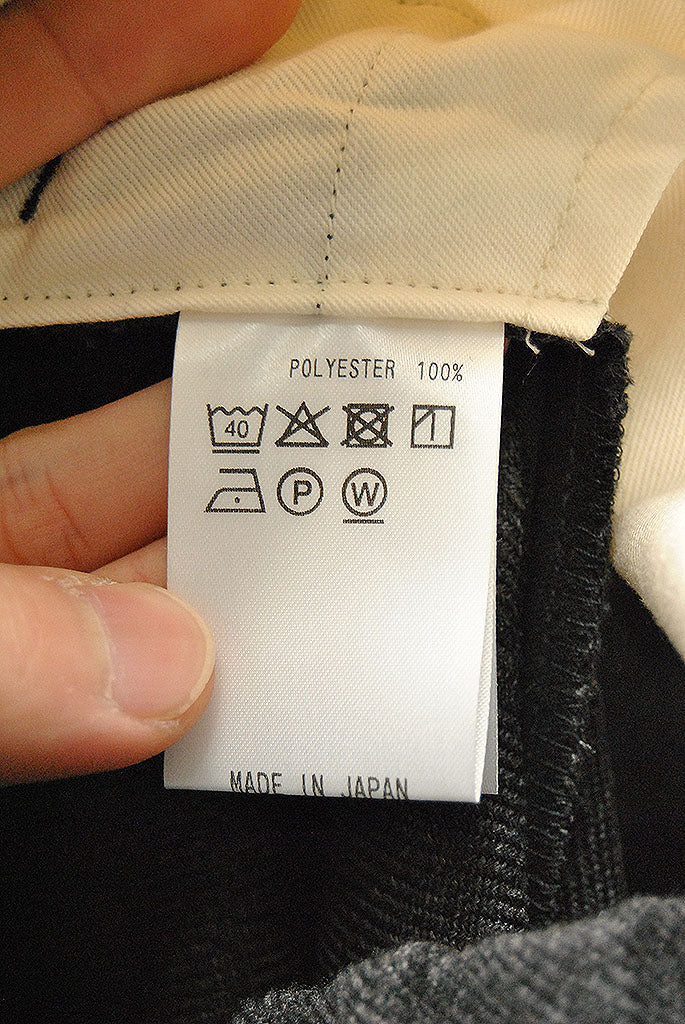 POLYESTER 100%
40
P W
MADE IN JAPAN